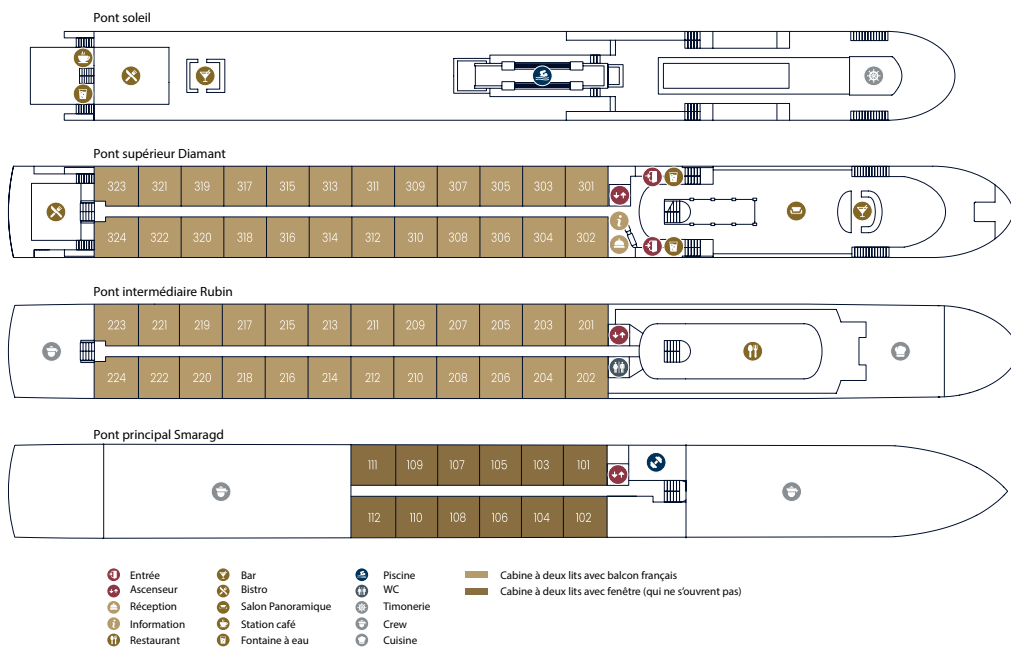 Pont soleil
Pont supérieur Diamant
323 321 319 317 315 313 311 309 307 305 303 301
324 322 320 318 316 314 312 310 308 306 304 302
Pont intermédiaire Rubin
223 221 219 217 215 213 211 209 207 205 203 201
224 222 220 218 216 214 212 210 208 206 204 202
Pont principal Smaragd
111 109 107 105 103 101
112 110 108 106 104 102
Entrée
Ascenseur
Réception
Information
Restaurant
Bar
Bistro
Salon Panoramique
Station café
Fontaine à eau
Piscine
WC
Timonerie
Crew
Cuisine
Cabine à deux lits avec balcon français
Cabine à deux lits avec fenêtre (qui ne s'ouvrent pas)